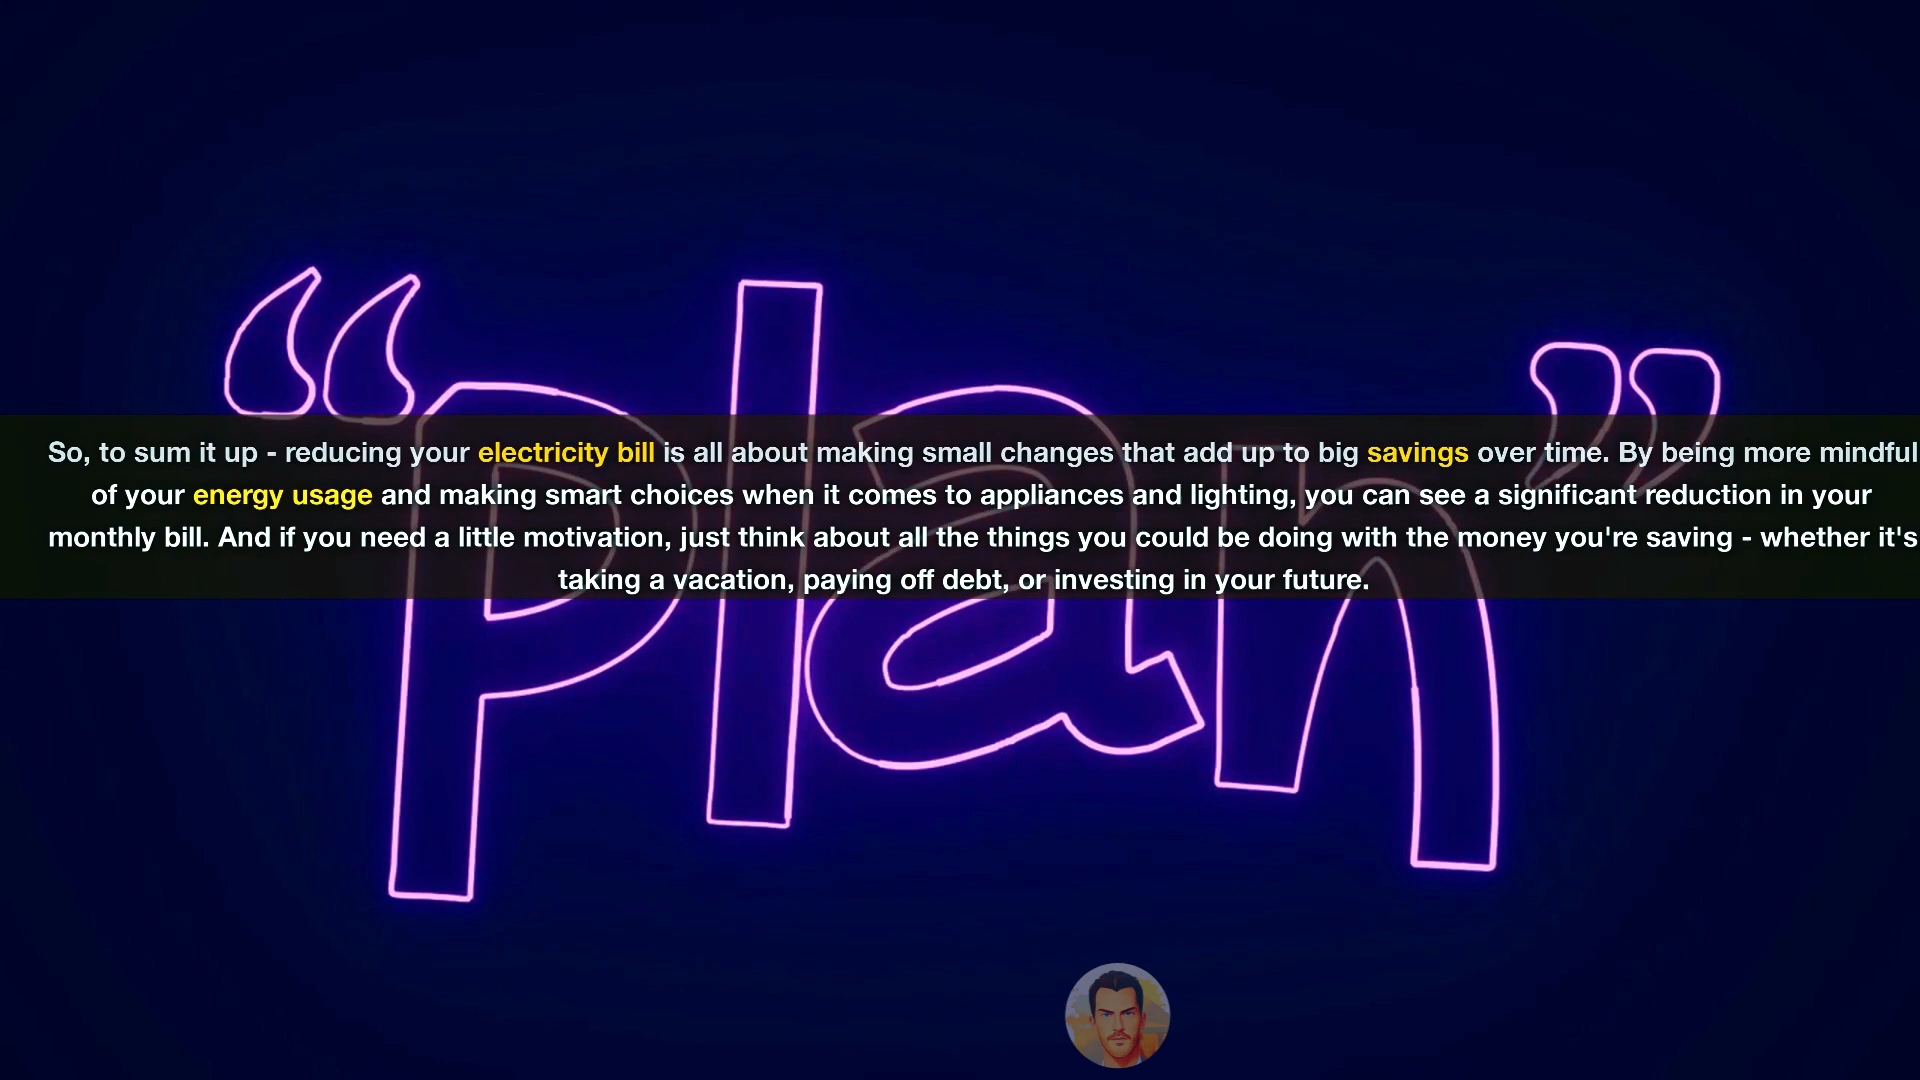 “plan”
So, to sum it up - reducing your electricity bill is all about making small changes that add up to big savings over time. By being more mindful
of your energy usage and making smart choices when it comes to appliances and lighting, you can see a significant reduction in your
monthly bill. And if you need a little motivation, just think about all the things you could be doing with the money you're saving - whether it's
taking a vacation, paying off debt, or investing in your future.